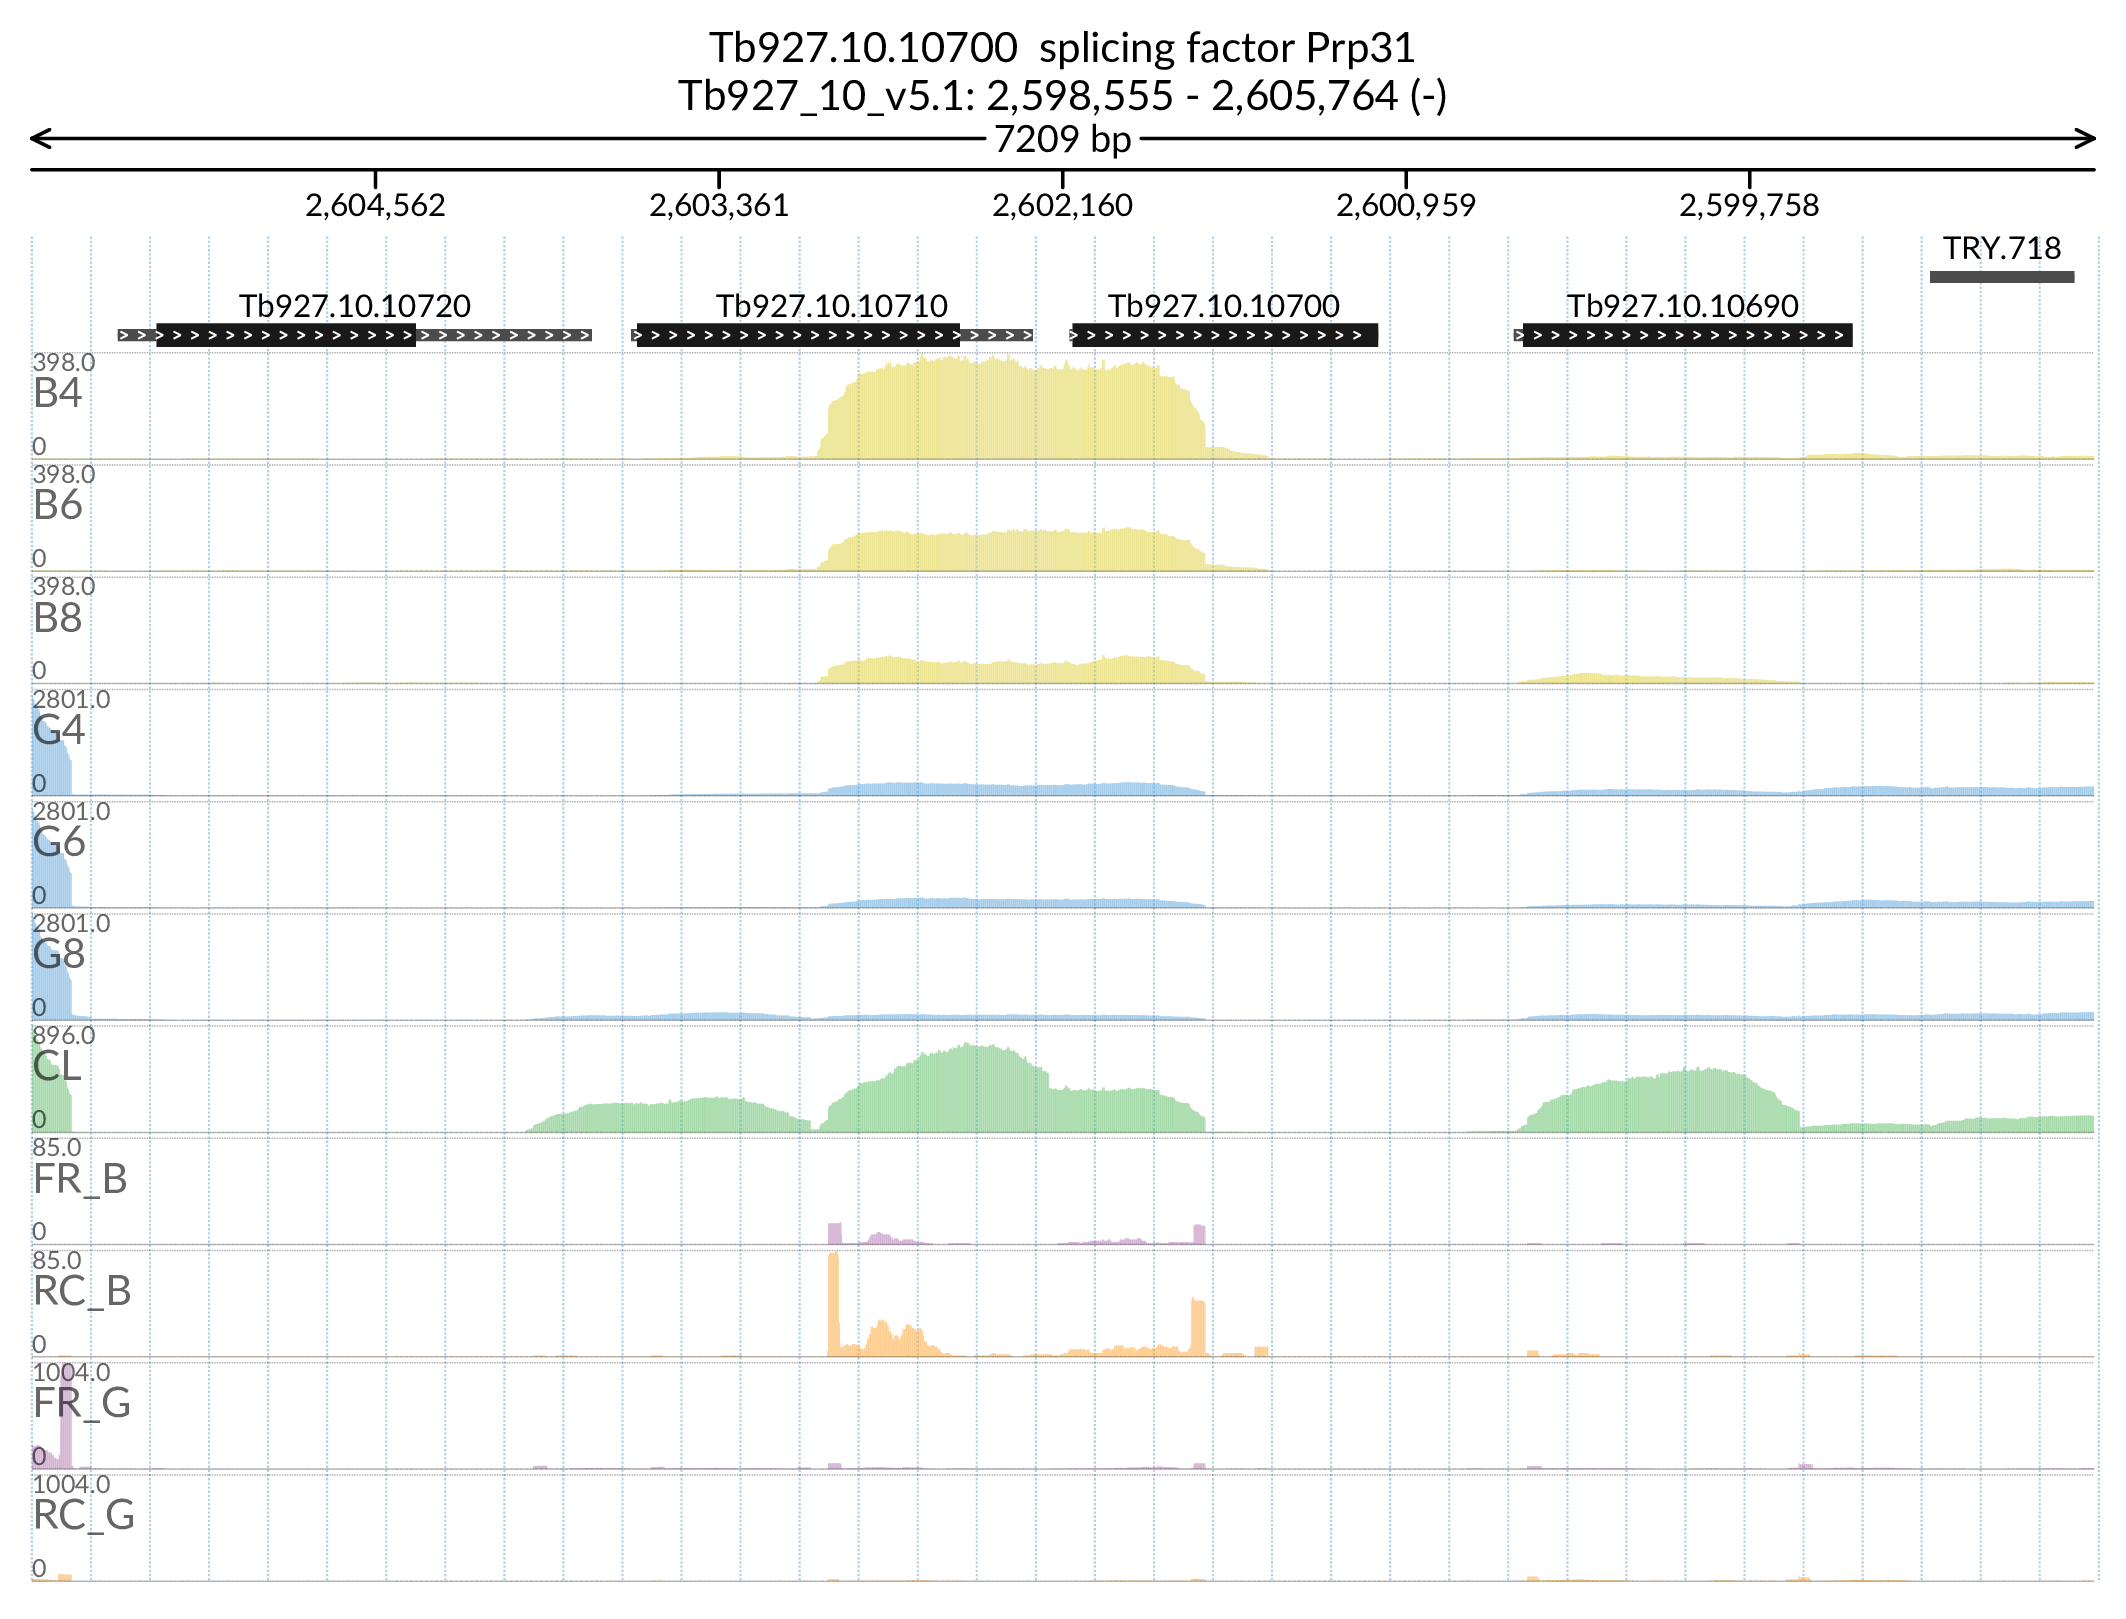 Tb927.10.10700  splicing factor Prp31
Tb927_10_v5.1: 2,598,555 - 2,605,764 (-)
7209 bp
2,604,562 2,603,361 2,602,160 2,600,959 2,599,758
TRY.718
Tb927.10.10720 Tb927.10.10710 Tb927.10.10700 Tb927.10.10690
398.0
B4
0
398.0
B6
0
398.0
B8
0
2801.0
G4
0
2801.0
G6
0
2801.0
G8
0
896.0
CL
0
85.0
FR_B
0
85.0
RC_B
0
1004.0
FR_G
0
1004.0
RC_G
0